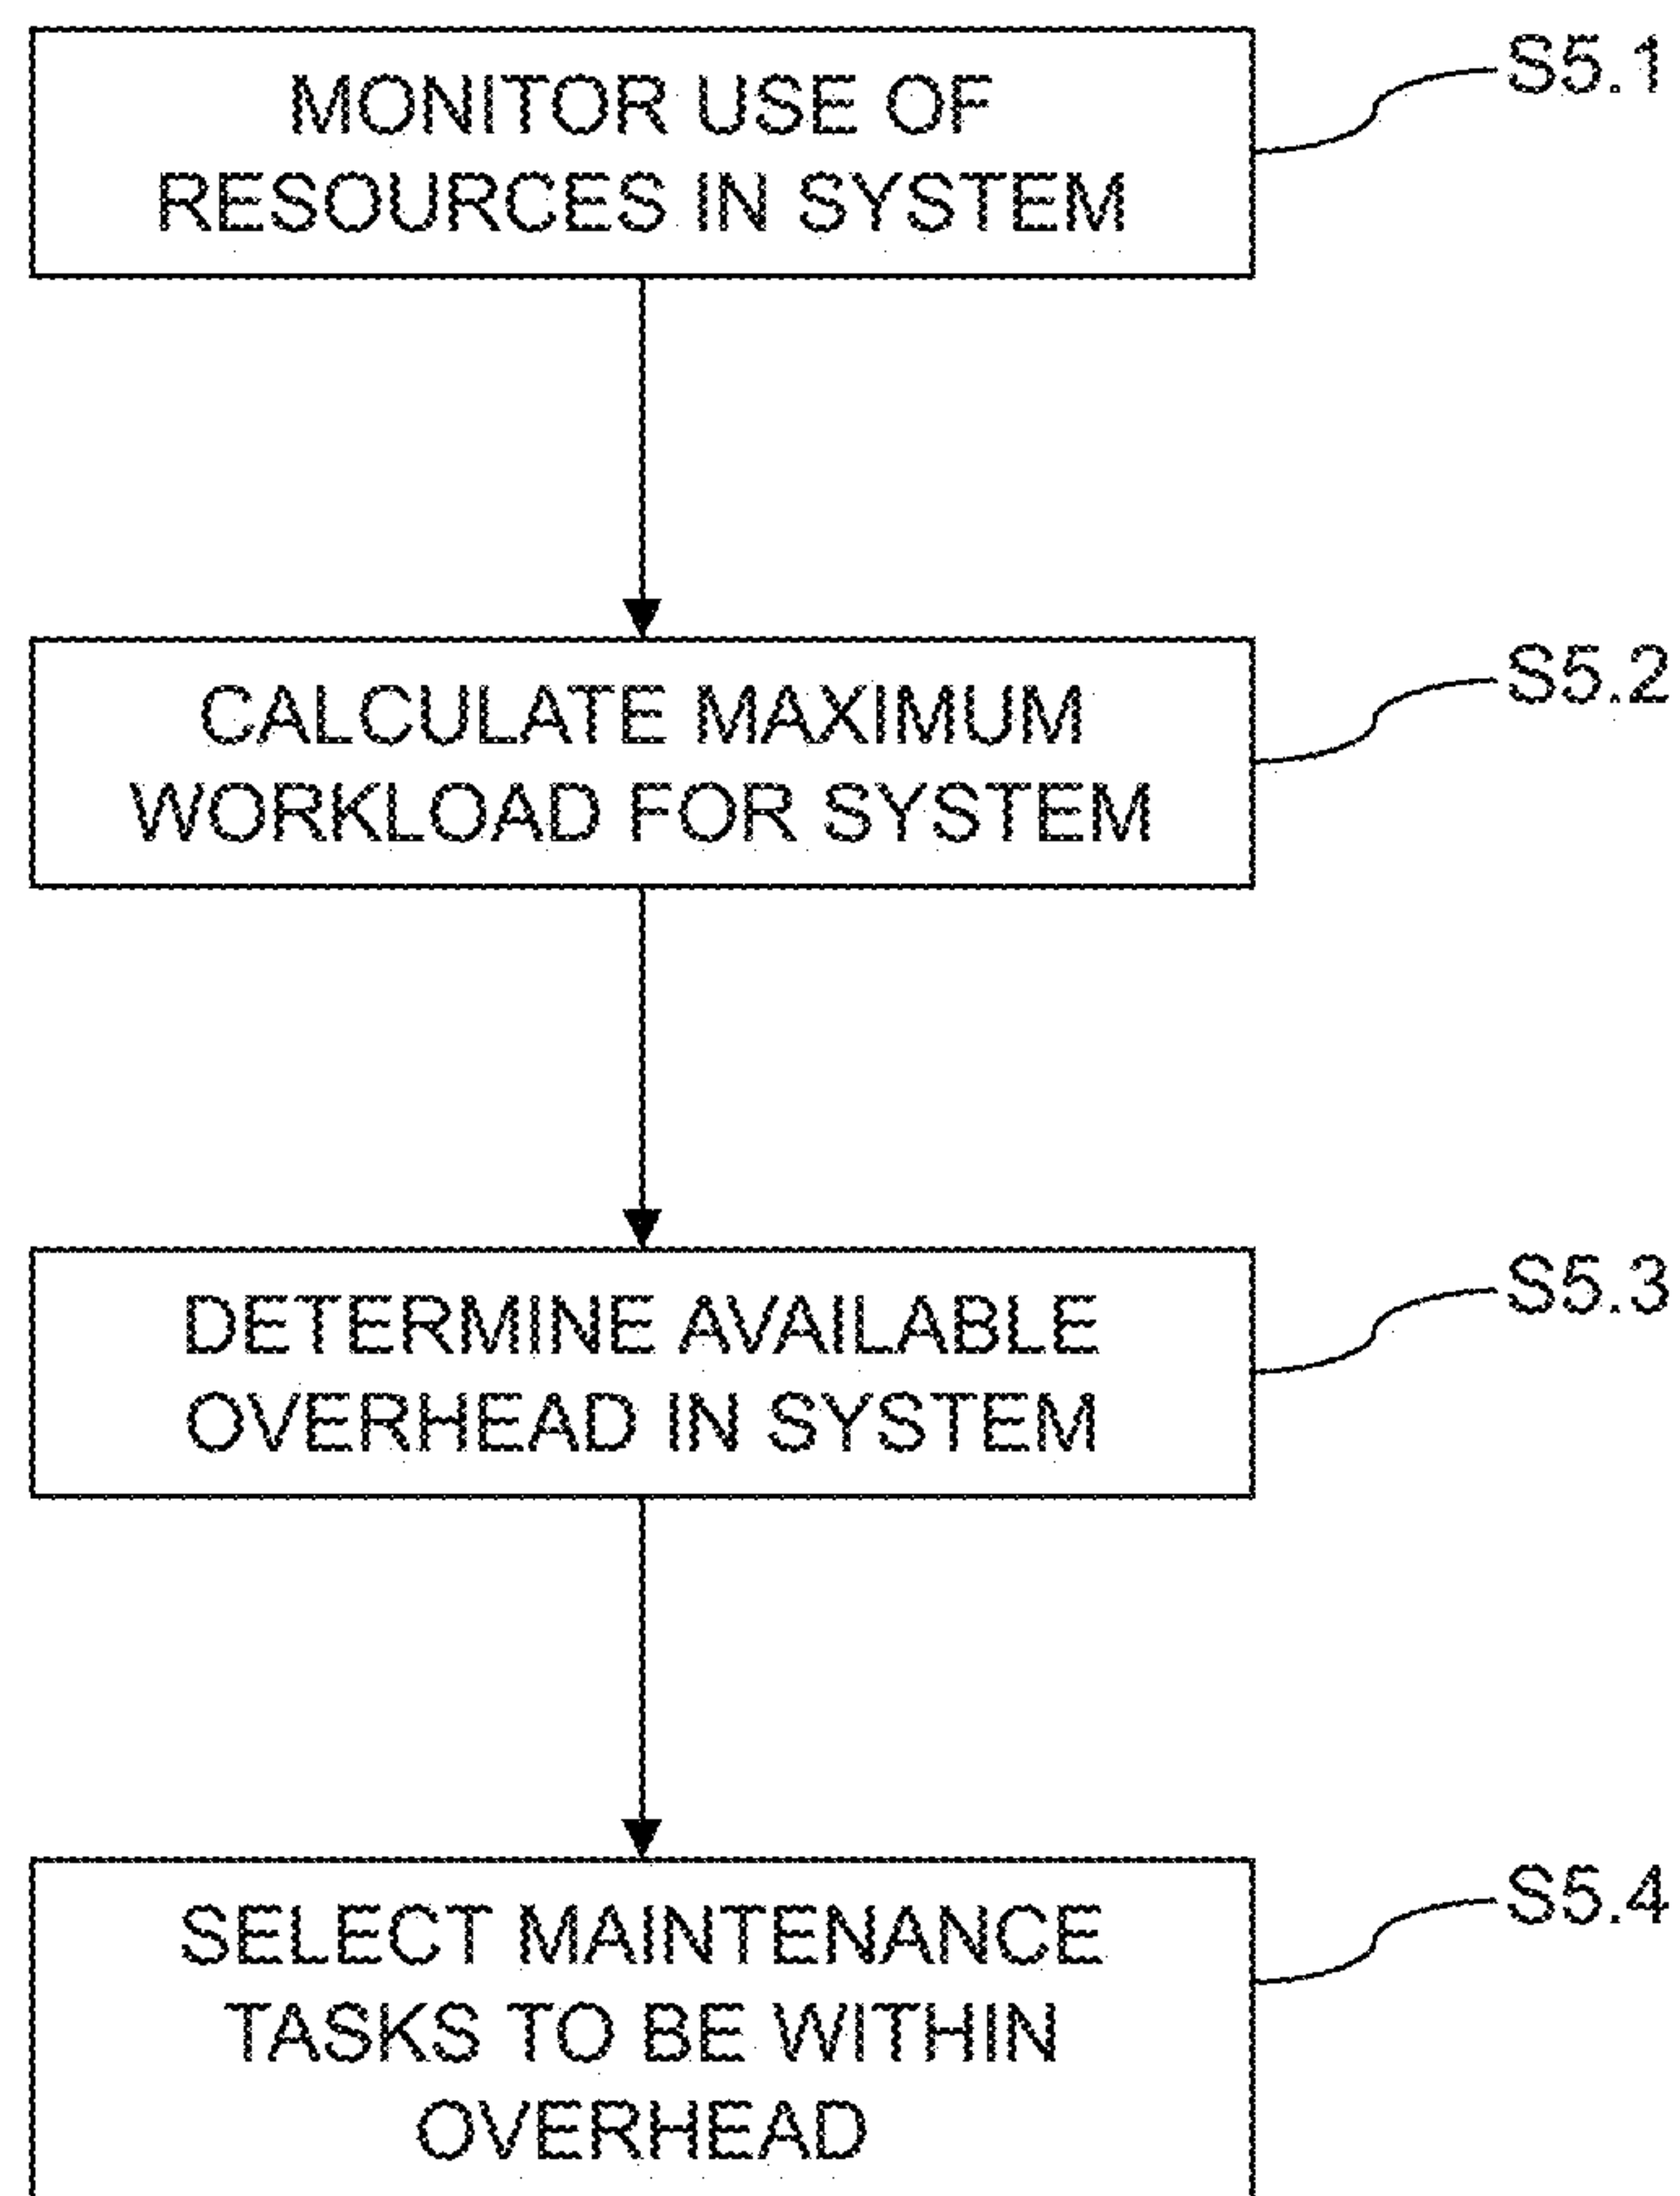 MONITOR USE OF
RESOURCES IN SYSTEM
S5.1
CALCULATE MAXIMUM
WORKLOAD FOR SYSTEM
S5.2
DETERMINE AVAILABLE
OVERHEAD IN SYSTEM
S5.3
SELECT MAINTENANCE
TASKS TO BE WITHIN
OVERHEAD
S5.4